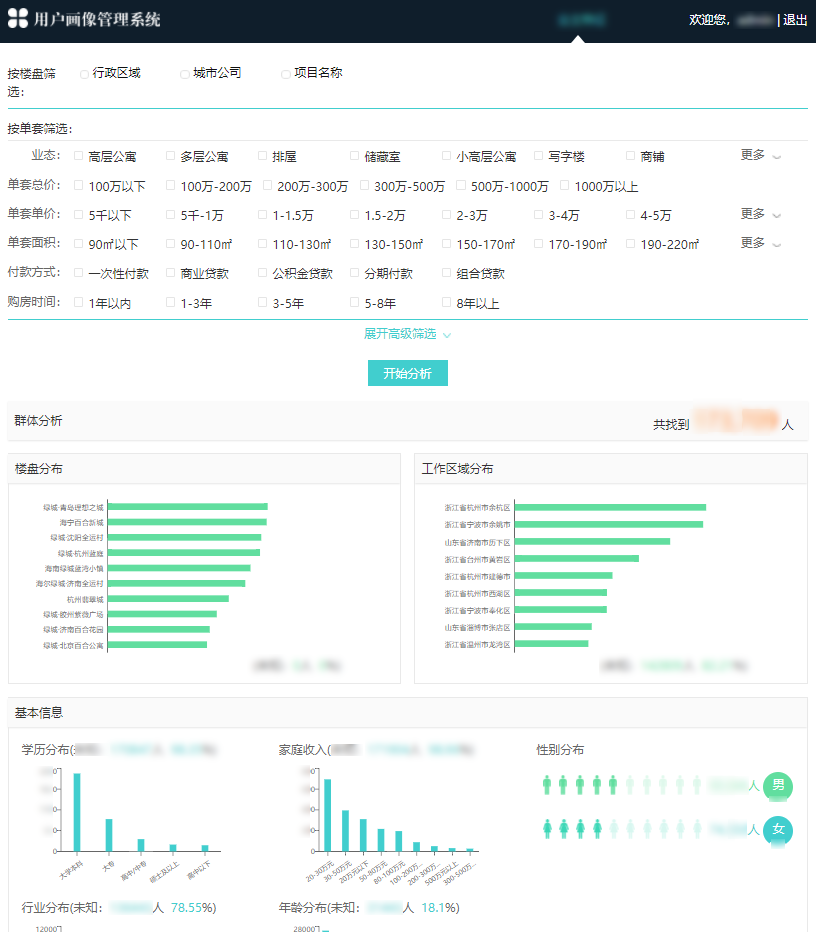 用户画像管理系统
欢迎您, | 退出
按楼盘筛选: 行政区域 城市公司 项目名称
按单套筛选:
业态: 高层公寓 多层公寓 排屋 储藏室 小高层公寓 写字楼 商铺 更多
单套总价: 100万以下 100万-200万 200万-300万 300万-500万 500万-1000万 1000万以上
单套单价: 5千以下 5千-1万 1-1.5万 1.5-2万 2-3万 3-4万 4-5万 更多
单套面积: 90㎡以下 90-110㎡ 110-130㎡ 130-150㎡ 150-170㎡ 170-190㎡ 190-220㎡ 更多
付款方式: 一次性付款 商业贷款 公积金贷款 分期付款 组合贷款
购房时间: 1年以内 1-3年 3-5年 5-8年 8年以上
展开高级筛选
开始分析
群体分析
共找到 人
楼盘分布
绿城·青岛理想之城
海宁百合新城
绿城·沈阳全运村
绿城·杭州蓝庭
海南绿城蓝湾小镇
海尔绿城·济南全运村
杭州翡翠城
绿城·胶州紫薇广场
绿城·济南百合花园
绿城·北京百合公寓
工作区域分布
浙江省杭州市余杭区
浙江省宁波市余姚市
山东省济南市历下区
浙江省台州市黄岩区
浙江省杭州市建德市
浙江省杭州市西湖区
浙江省宁波市奉化区
山东省淄博市张店区
浙江省温州市龙湾区
基本信息
学历分布(
0
大学本科 大专 高中/中专 硕士及以上 高中以下
家庭收入(
0
20-30万元 30-50万元 20万元以下 50-80万元 80-100万元 100-200万... 200-300万... 500万元以上 300-500万...
性别分布
人 男
人 女
行业分布(未知: 人 78.55%)
12000
年龄分布(未知: 人 18.1%)
28000